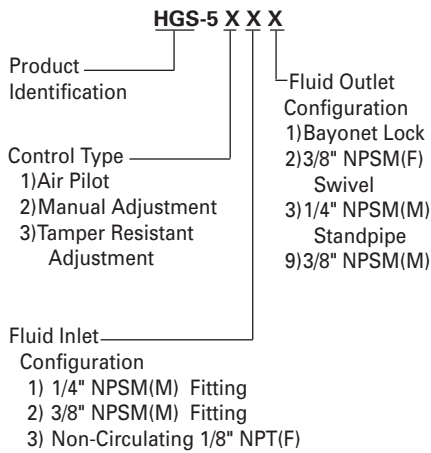 HGS-5 X X X
Product
Identification
Control Type
1)Air Pilot
2)Manual Adjustment
3)Tamper Resistant
Adjustment
Fluid Inlet
Configuration
1) 1/4" NPSM(M) Fitting
2) 3/8" NPSM(M) Fitting
3) Non-Circulating 1/8" NPT(F)
Fluid Outlet
Configuration
1)Bayonet Lock
2)3/8" NPSM(F)
Swivel
3)1/4" NPSM(M)
Standpipe
9)3/8" NPSM(M)